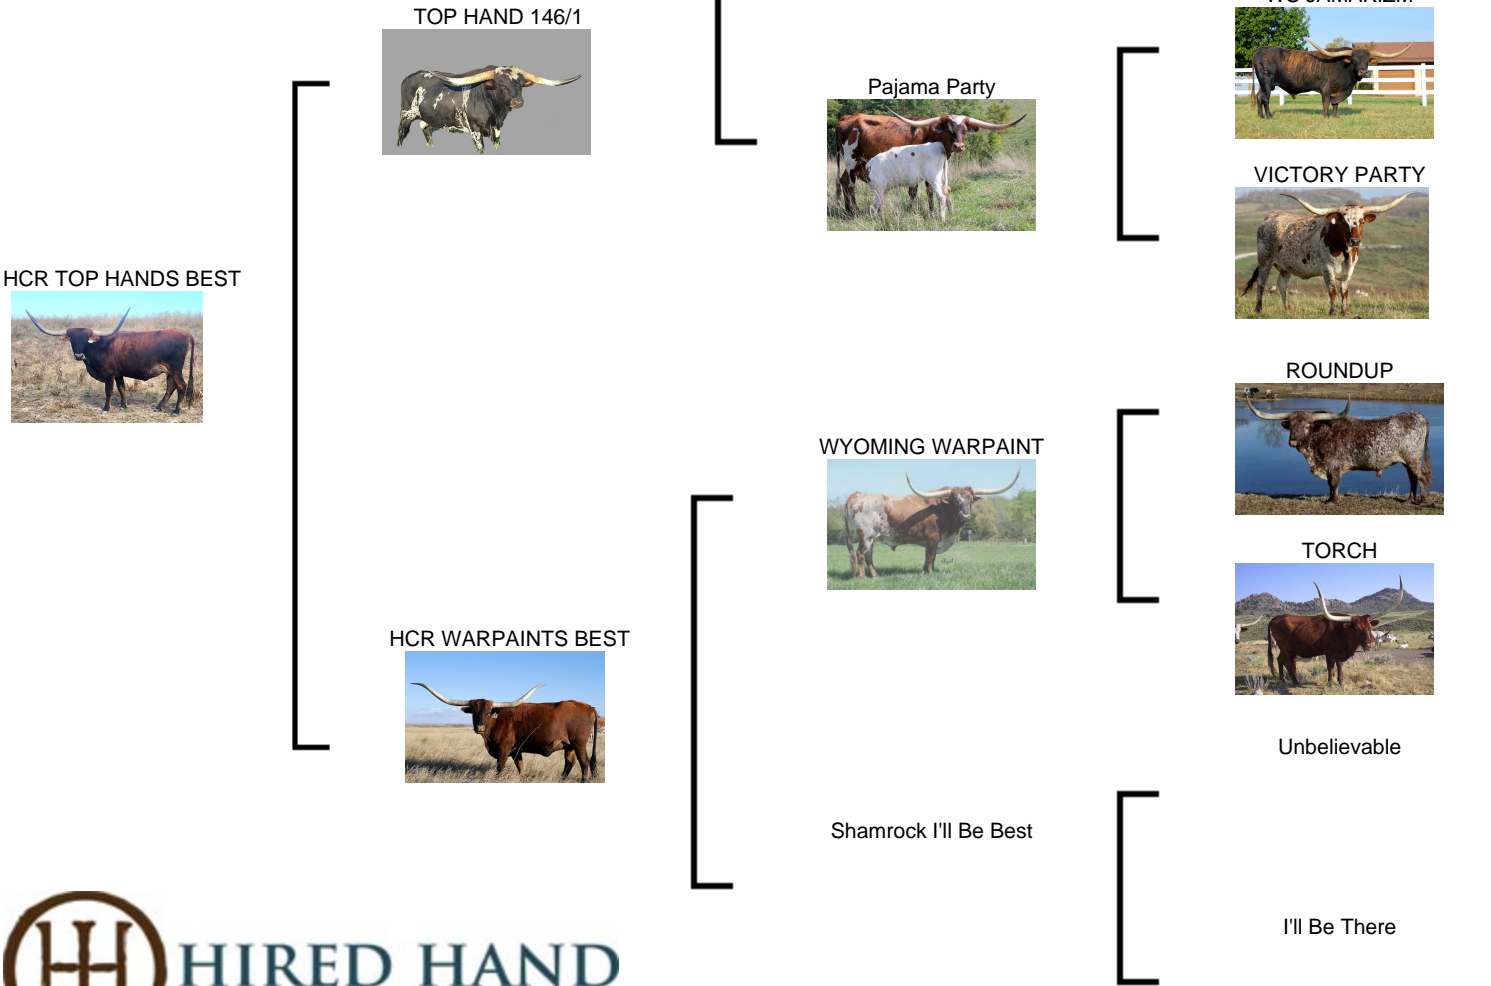 TOP HAND 146/1
Pajama Party
VICTORY PARTY
HCR TOP HANDS BEST
ROUNDUP
WYOMING WARPAINT
TORCH
HCR WARPAINTS BEST
Unbelievable
Shamrock I'll Be Best
I'll Be There
HIRED HAND